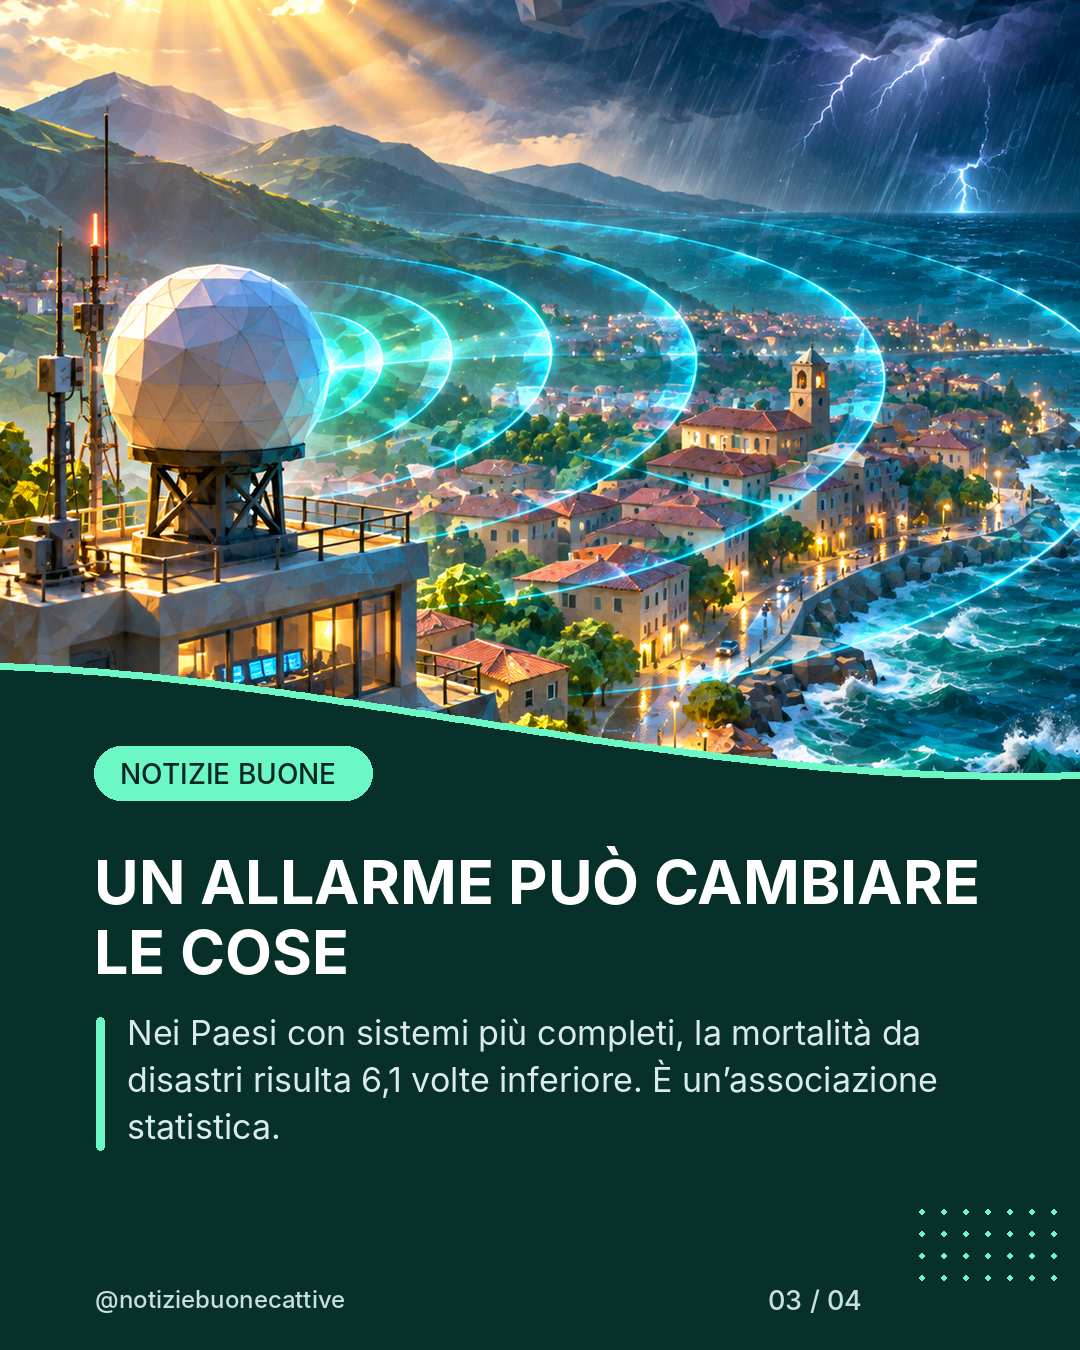 NOTIZIE BUONE
UN ALLARME PUÒ CAMBIARE
LE COSE
Nei Paesi con sistemi più completi, la mortalità da
disastri risulta 6,1 volte inferiore. È un’associazione
statistica.
@notiziebuonecattive
03 / 04